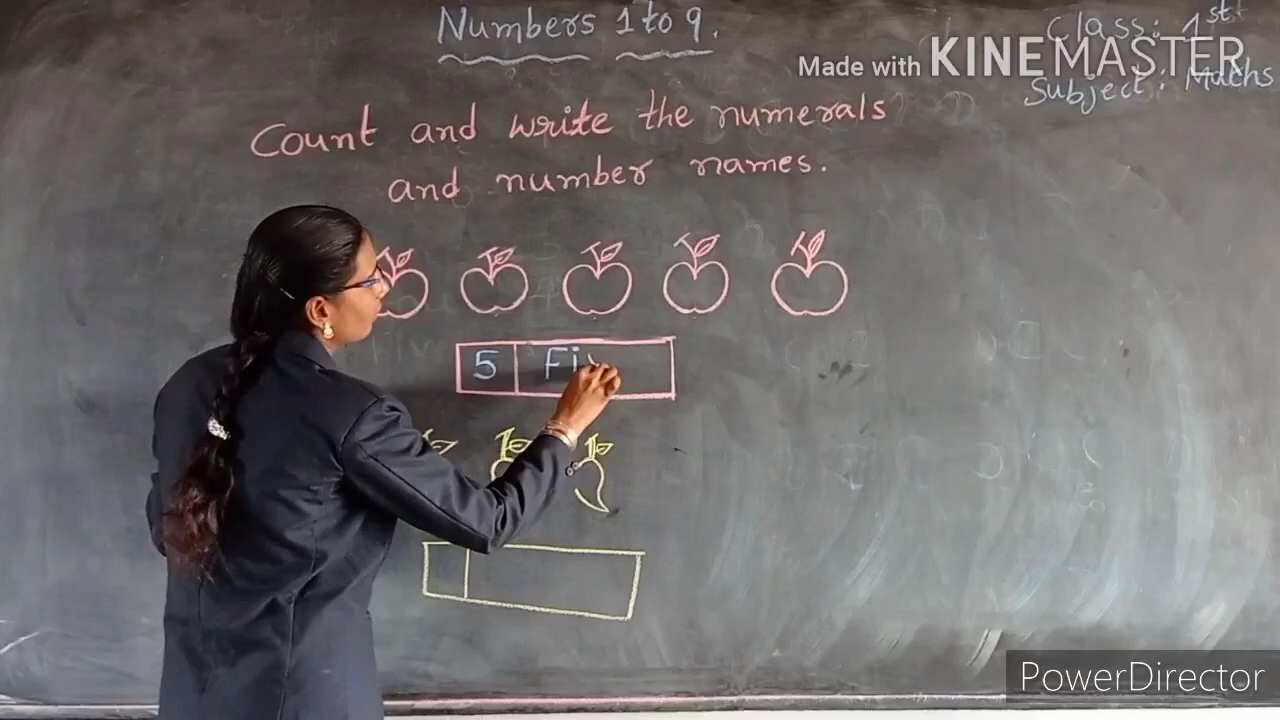 Numbers 1 to 9.
Class: 1st
Subject: Maths
Made with KINEMASTER
Count and write the numerals
and number names.
5 Fiv
PowerDirector